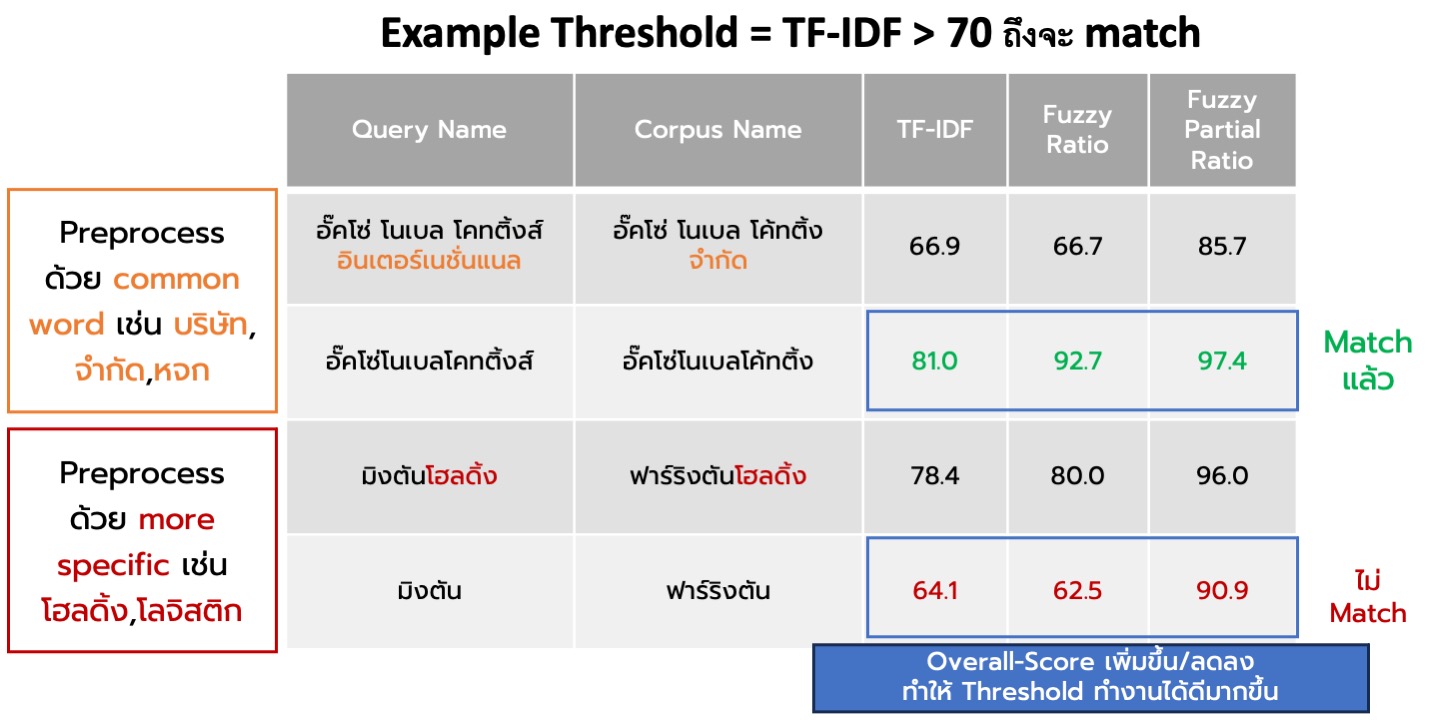 Example Threshold = TF-IDF > 70 ถึงจะ match
Query Name
Corpus Name
TF-IDF
Fuzzy
Ratio
Fuzzy
Partial
Ratio
Preprocess
ด้วย common
word เช่น บริษัท,
จำกัด,หจก
อั๊คโซ่ โนเบล โคทติ้งส์
อินเตอร์เนชั่นแนล
อั๊คโซ่ โนเบล โค้ทติ้ง
จำกัด
66.9
66.7
85.7
อั๊คโซ่โนเบลโคทติ้งส์
อั๊คโซ่โนเบลโค้ทติ้ง
81.0
92.7
97.4
Match
แล้ว
Preprocess
ด้วย more
specific เช่น
โฮลดิ้ง,โลจิสติก
มิงตันโฮลดิ้ง
ฟาร์ริงตันโฮลดิ้ง
78.4
80.0
96.0
มิงตัน
ฟาร์ริงตัน
64.1
62.5
90.9
ไม่
Match
Overall-Score เพิ่มขึ้น/ลดลง
ทำให้ Threshold ทำงานได้ดีมากขึ้น